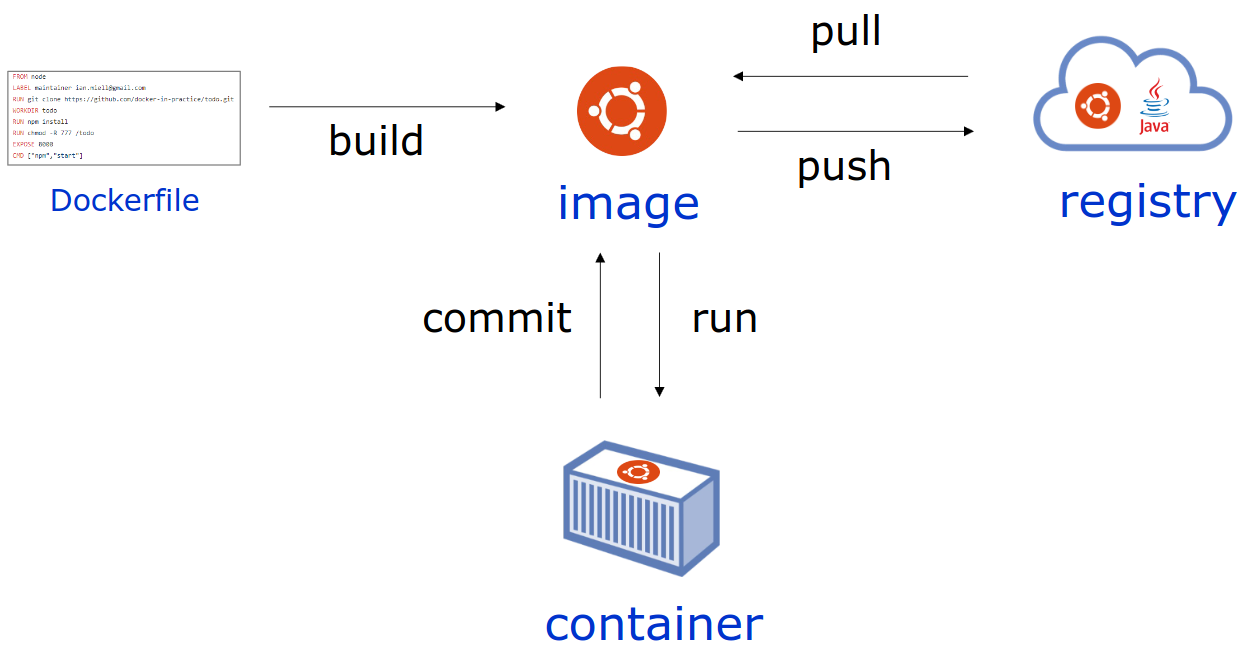 pull
FROM node
LABEL maintainer ian.miell@gmail.com
RUN git clone https://github.com/docker-in-practice/todo.git
WORKDIR todo
RUN npm install
RUN chmod -R 777 /todo
EXPOSE 8000
CMD ["npm","start"]
Java
build
push
Dockerfile
image
registry
commit
run
container